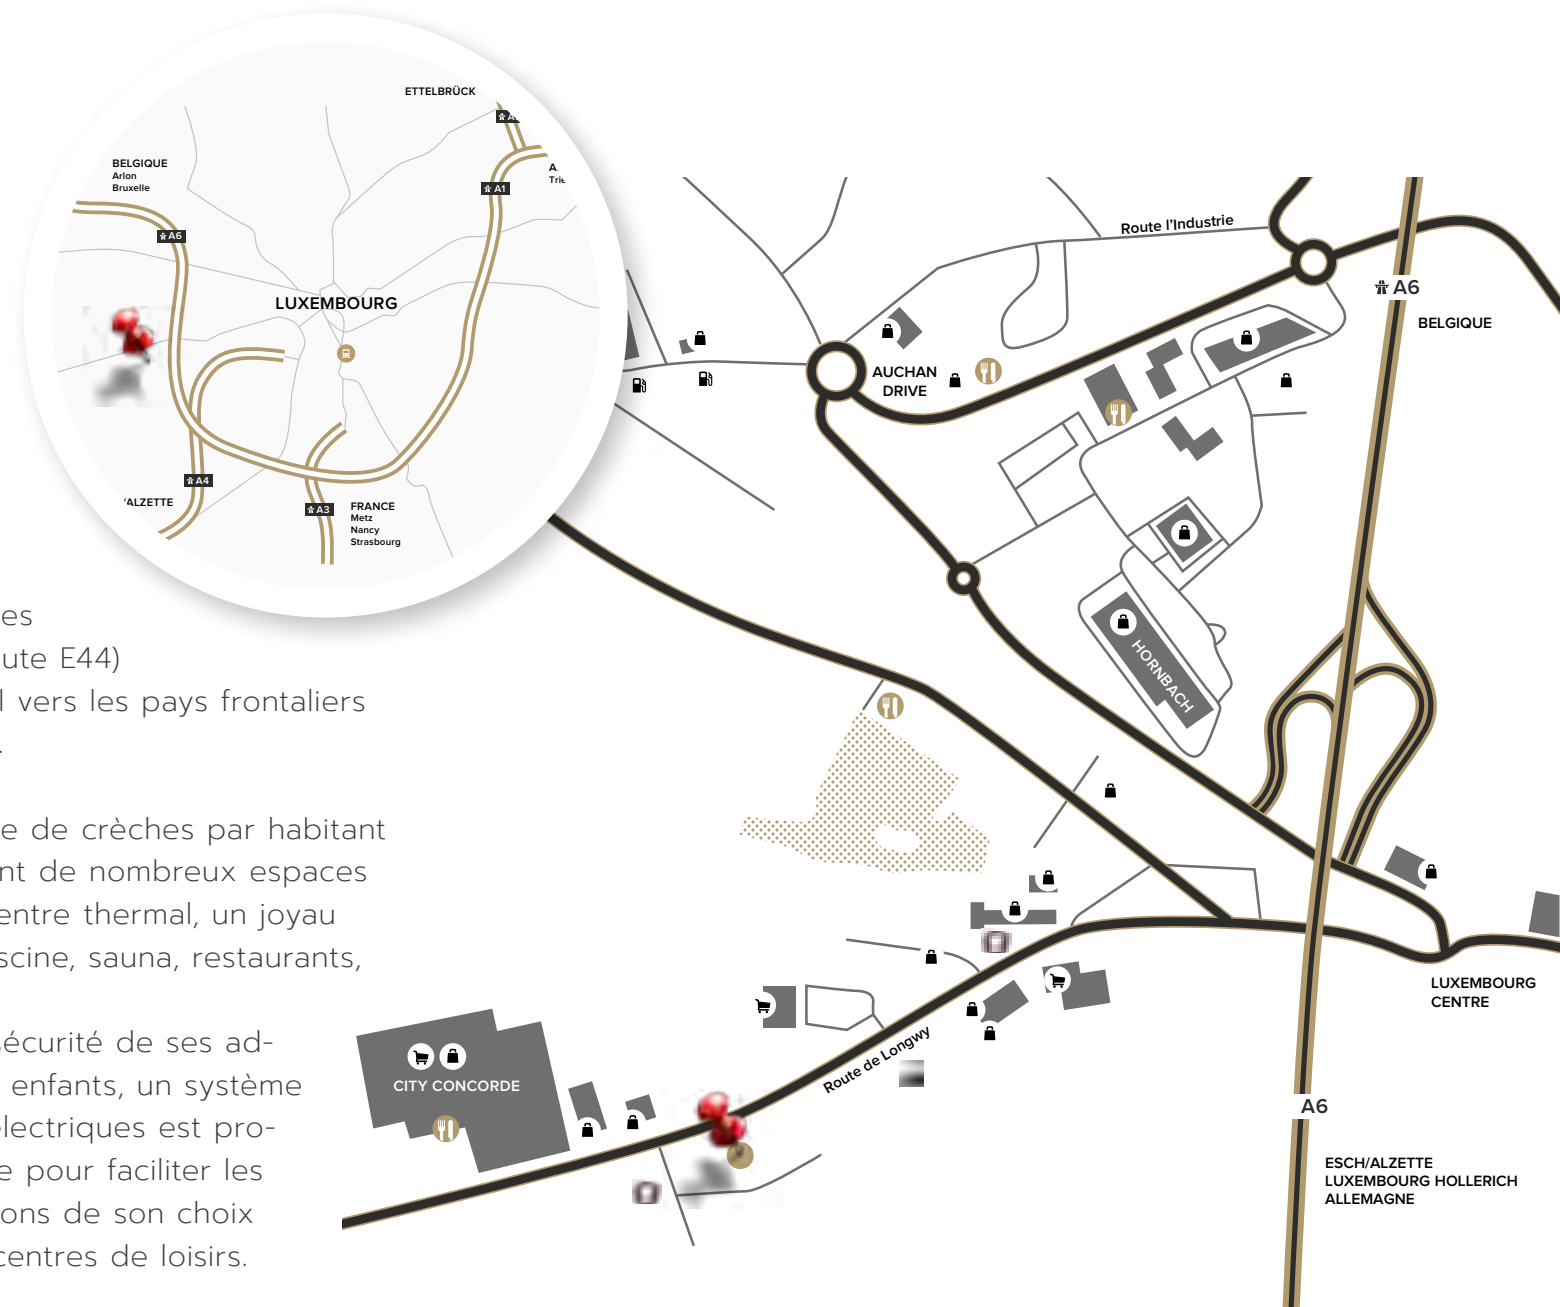 ETTELBRÜCK
BELGIQUE
Arlon
Bruxelle
A1
A6
LUXEMBOURG
A4
A3
FRANCE
Metz
Nancy
Strasbourg
Route l'Industrie
A6
BELGIQUE
AUCHAN
DRIVE
HORNBACH
LUXEMBOURG
CENTRE
Route de Longwy
CITY CONCORDE
A6
ESCH/ALZETTE
LUXEMBOURG HOLLERICH
ALLEMAGNE
es
ute E44)
l vers les pays frontaliers
.
e de crèches par habitant
nt de nombreux espaces
entre thermal, un joyau
scine, sauna, restaurants,
sécurité de ses ad-
enfants, un système
électriques est pro-
e pour faciliter les
ons de son choix
centres de loisirs.